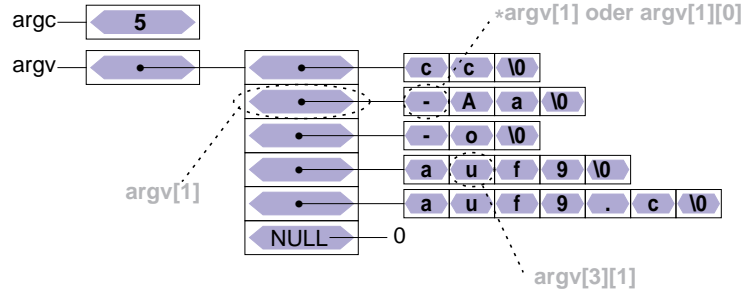 *argv[1] oder argv[1][0]
argc 5
argv c c \0
- A a \0
- o \0
argv[1] a u f 9 \0
a u f 9 . c \0
NULL 0
argv[3][1]